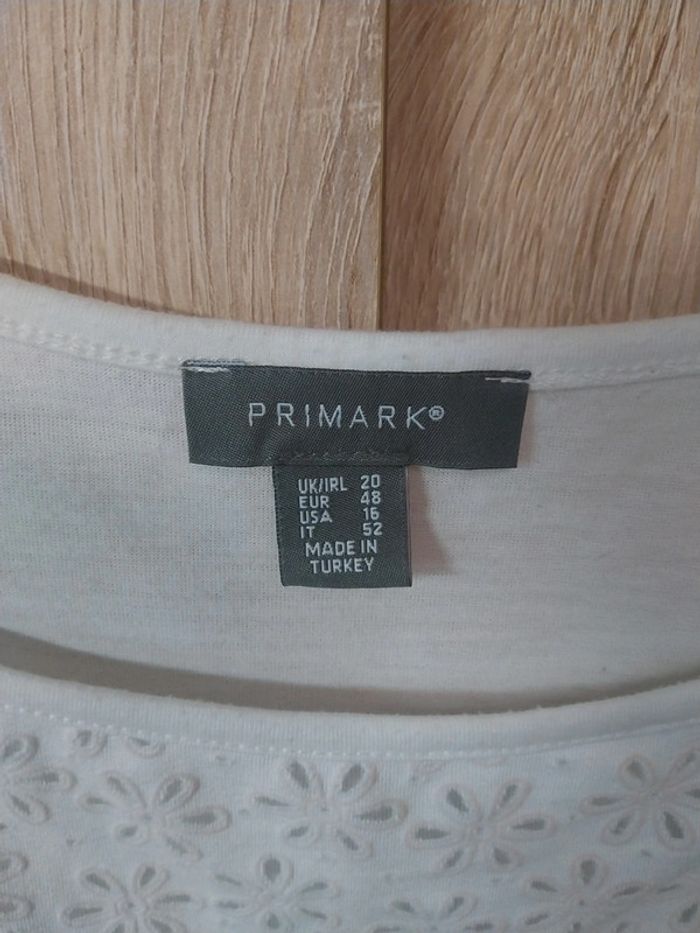 PRIMARK®
UK/IRL 20
EUR 48
USA 16
IT 52
MADE IN
TURKEY